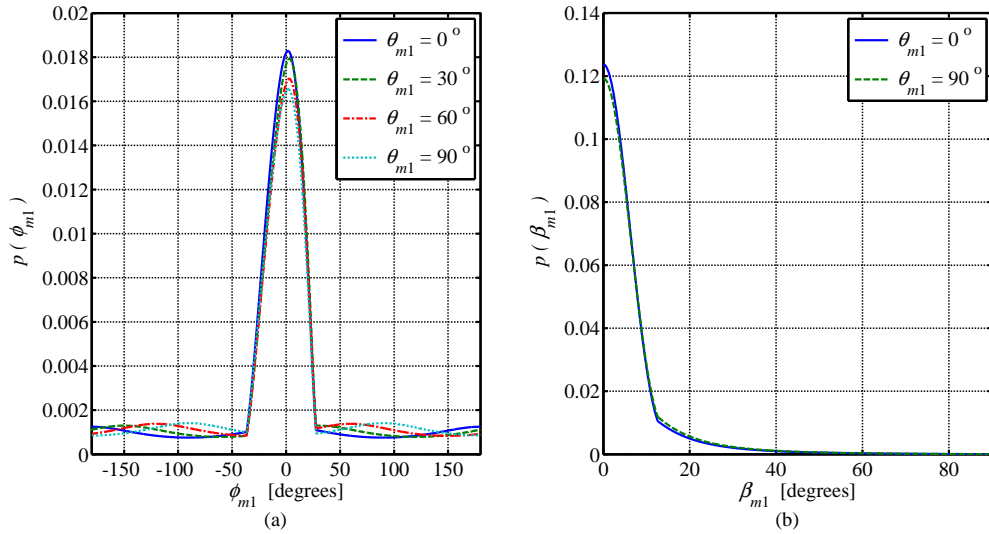 0.02
0.018
0.016
0.014
0.012
0.01
0.008
0.006
0.004
0.002
0
p ( ϕm1 )
-150 -100 -50 0 50 100 150
ϕm1 [degrees]
(a)
θm1 = 0 o
θm1 = 30 o
θm1 = 60 o
θm1 = 90 o
0.14
0.12
0.1
0.08
0.06
0.04
0.02
0
p ( βm1 )
0 20 40 60 80
βm1 [degrees]
(b)
θm1 = 0 o
θm1 = 90 o